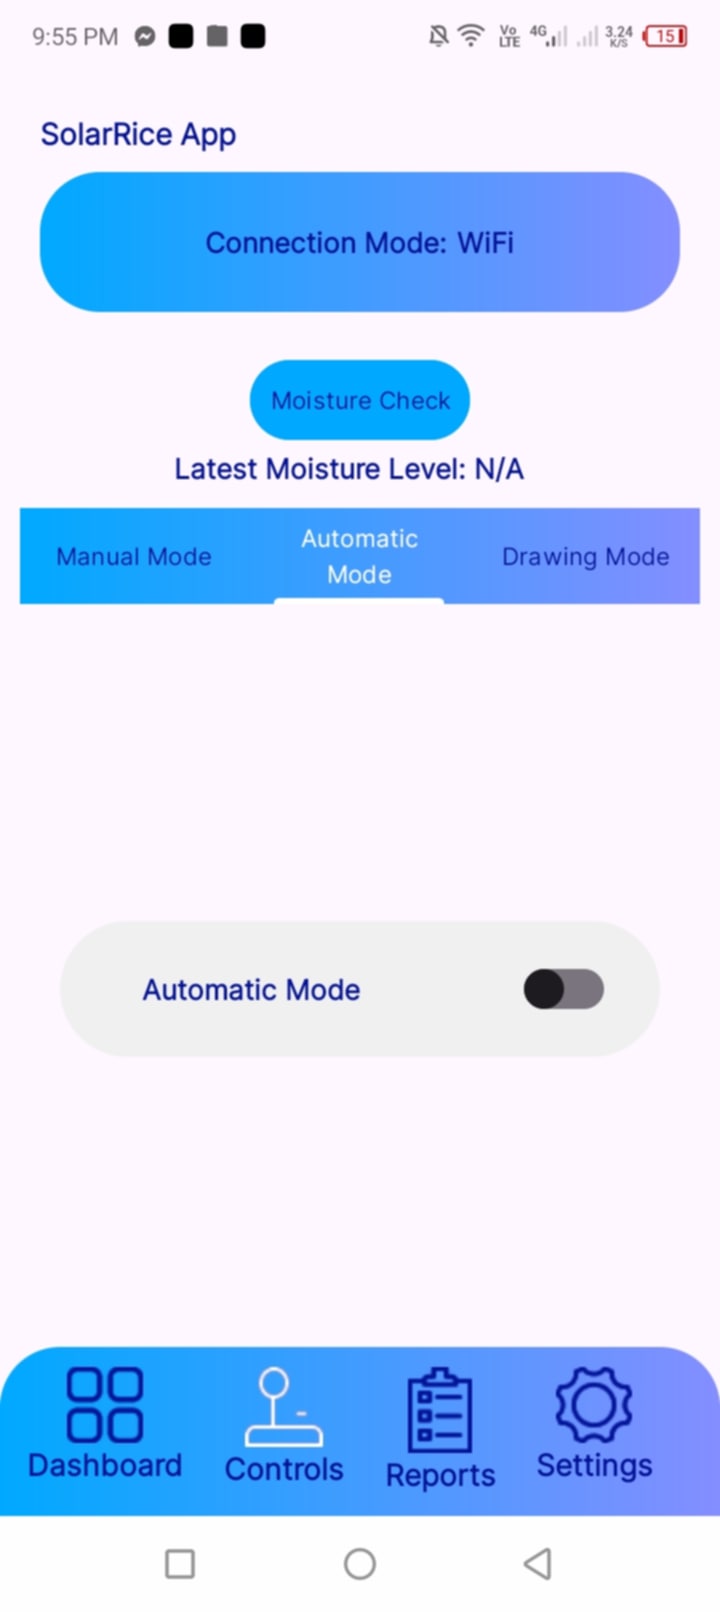 9:55 PM
Vo LTE 4G 3.24 K/S 15
SolarRice App
Connection Mode: WiFi
Moisture Check
Latest Moisture Level: N/A
Manual Mode
Automatic
Mode
Drawing Mode
Automatic Mode
Dashboard
Controls
Reports
Settings